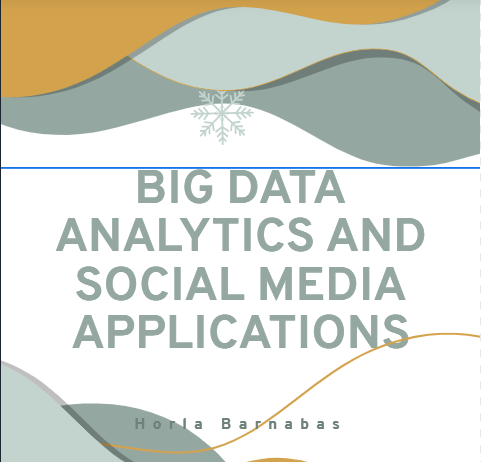 BIG DATA
ANALYTICS AND
SOCIAL MEDIA
APPLICATIONS
Horla Barnabas